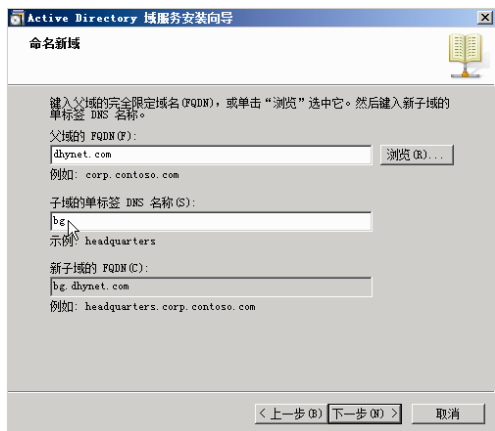 Active Directory 域服务安装向导
命名新域
键入父域的完全限定域名(FQDN)，或单击“浏览”选中它。然后键入新子域的
单标签 DNS 名称。
父域的 FQDN(F):
dhynet.com
浏览(R)...
例如: corp.contoso.com
子域的单标签 DNS 名称(S):
bg
示例: headquarters
新子域的 FQDN(C):
bg.dhynet.com
例如: headquarters.corp.contoso.com
< 上一步(B) 下一步(N) > 取消